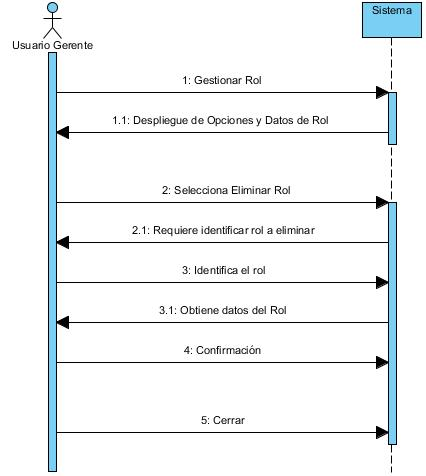 Sistema
Usuario Gerente
1: Gestionar Rol
1.1: Despliegue de Opciones y Datos de Rol
2: Selecciona Eliminar Rol
2.1: Requiere identificar rol a eliminar
3: Identifica el rol
3.1: Obtiene datos del Rol
4: Confirmación
5: Cerrar